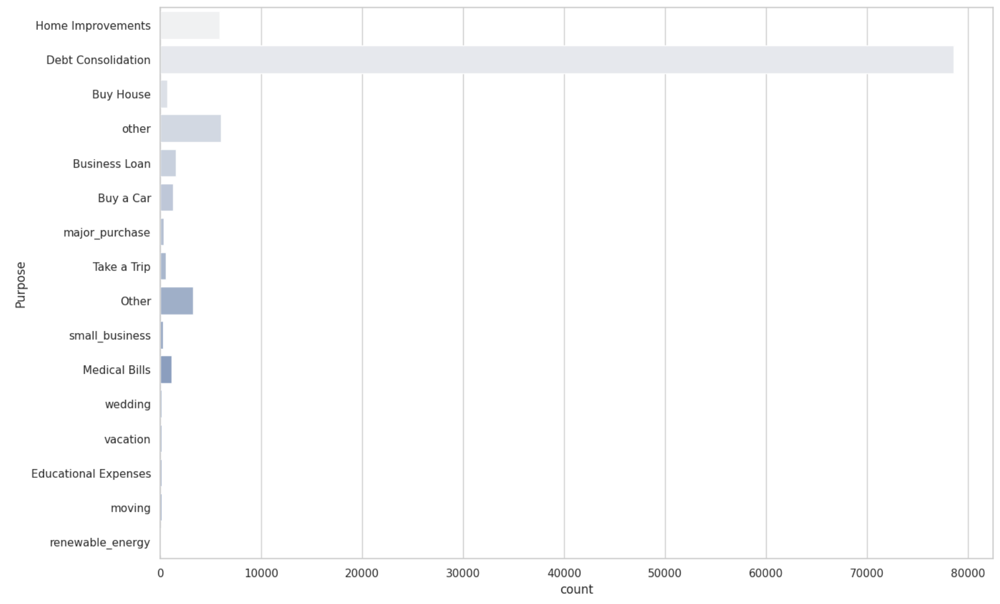 Home Improvements
Debt Consolidation
Buy House
other
Business Loan
Buy a Car
major_purchase
Take a Trip
Other
small_business
Medical Bills
wedding
vacation
Educational Expenses
moving
renewable_energy
Purpose
0 10000 20000 30000 40000 50000 60000 70000 80000
count